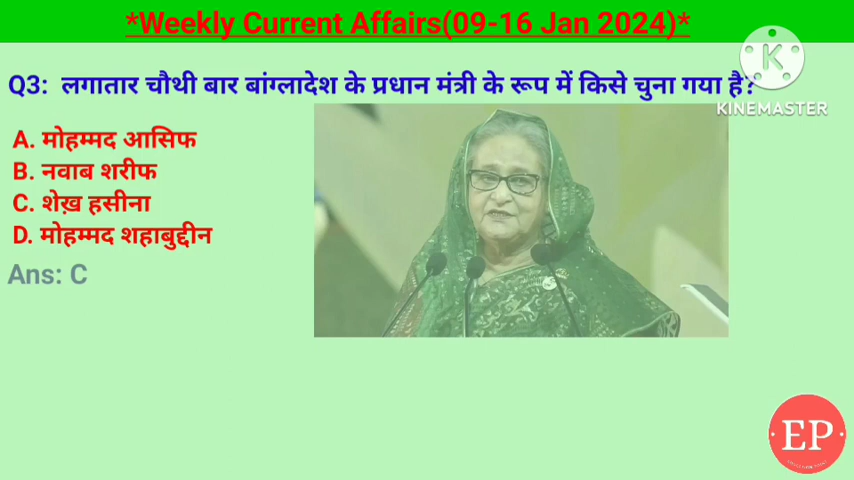 *Weekly Current Affairs(09-16 Jan 2024)*
Q3: लगातार चौथी बार बांग्लादेश के प्रधान मंत्री के रूप में किसे चुना गया है?
KINEMASTER
A. मोहम्मद आसिफ
B. नवाब शरीफ
C. शेख़ हसीना
D. मोहम्मद शहाबुद्दीन
Ans: C
EP